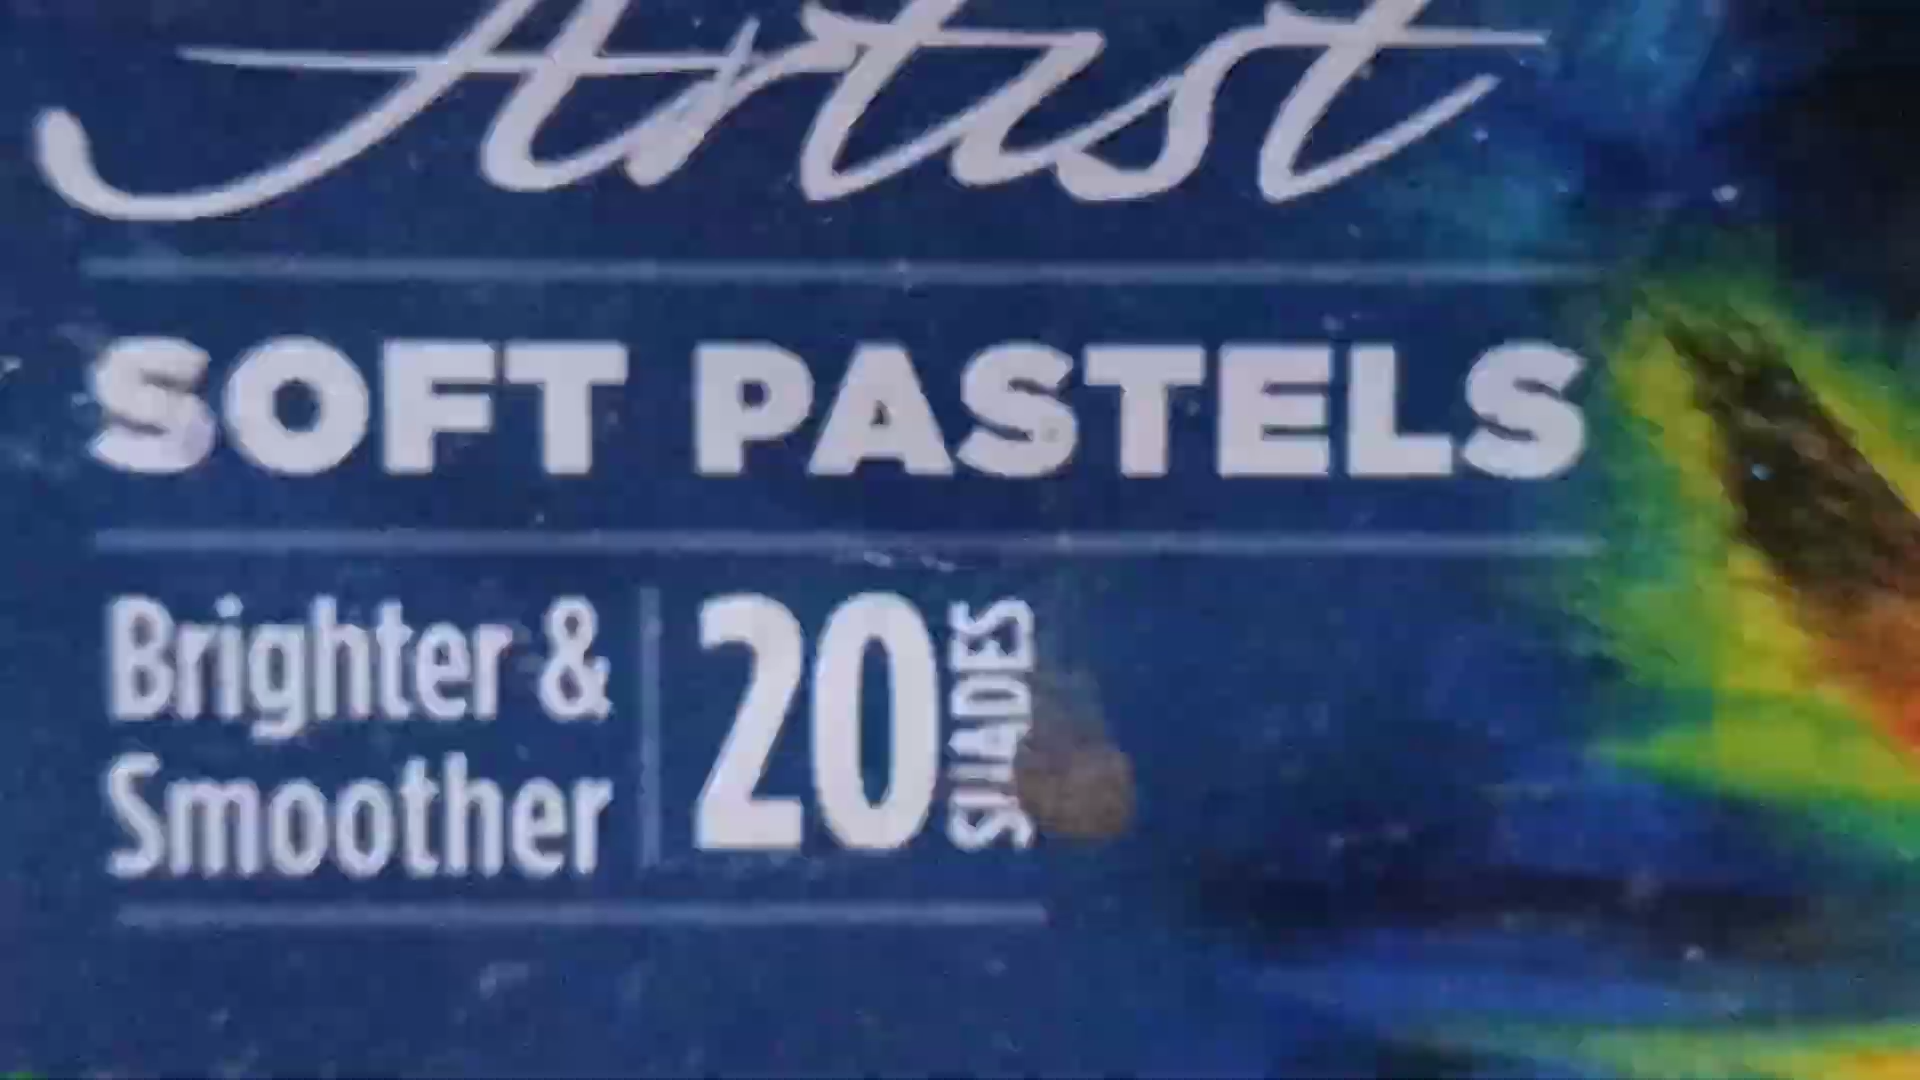 Artist
SOFT PASTELS
Brighter &
Smoother
20
SHADES